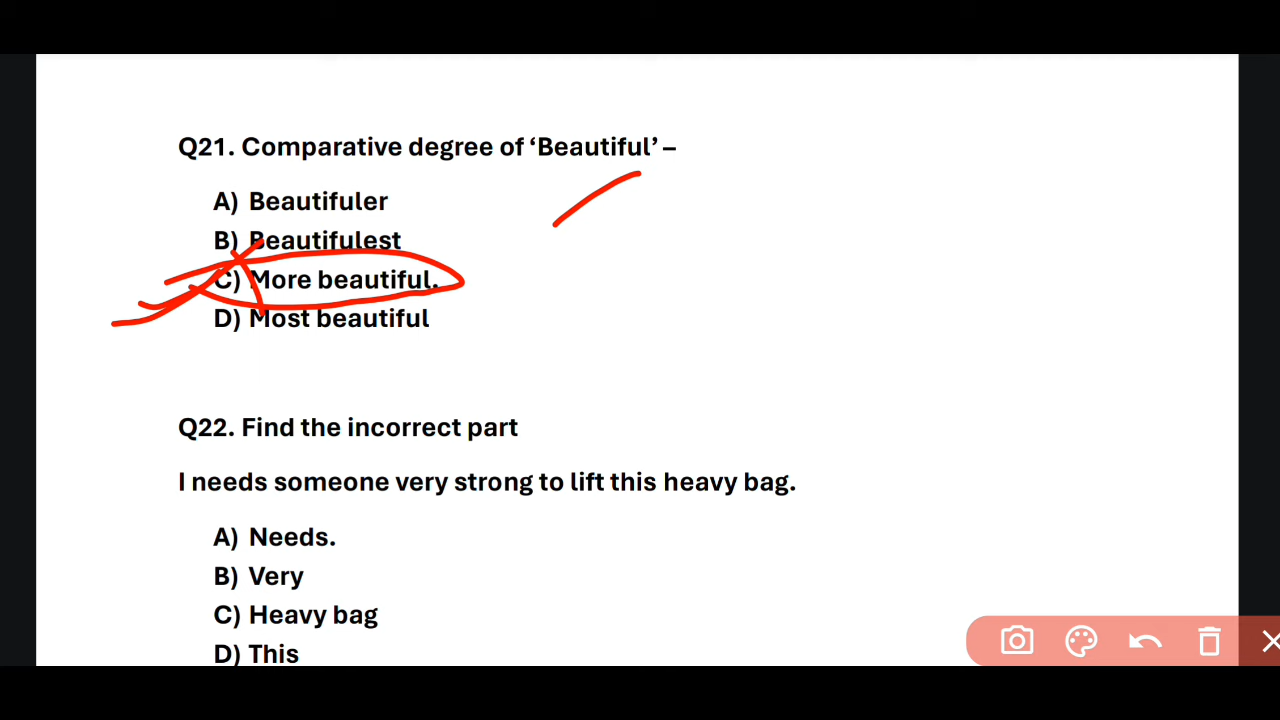 Q21. Comparative degree of ‘Beautiful’ –
A) Beautifuler
B) Beautifulest
C) More beautiful.
D) Most beautiful
Q22. Find the incorrect part
I needs someone very strong to lift this heavy bag.
A) Needs.
B) Very
C) Heavy bag
D) This